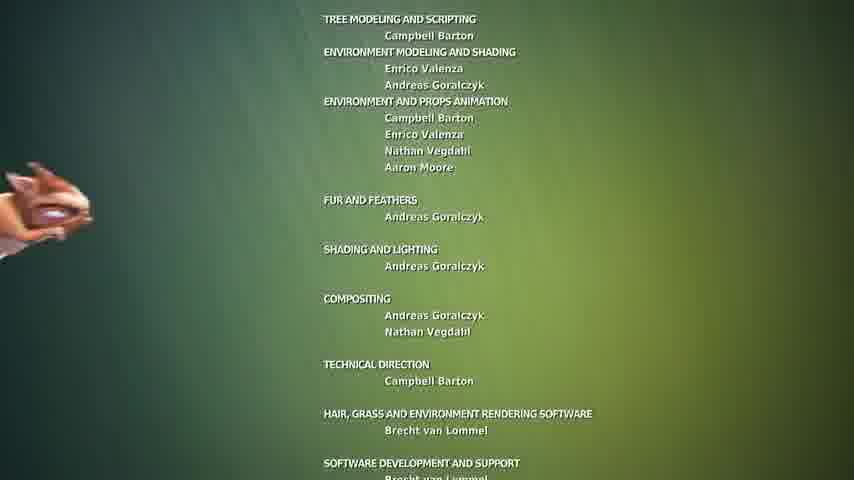 TREE MODELING AND SCRIPTING
Campbell Barton
ENVIRONMENT MODELING AND SHADING
Enrico Valenza
Andreas Goralczyk
ENVIRONMENT AND PROPS ANIMATION
Campbell Barton
Enrico Valenza
Nathan Vegdahl
Aaron Moore
FUR AND FEATHERS
Andreas Goralczyk
SHADING AND LIGHTING
Andreas Goralczyk
COMPOSITING
Andreas Goralczyk
Nathan Vegdahl
TECHNICAL DIRECTION
Campbell Barton
HAIR, GRASS AND ENVIRONMENT RENDERING SOFTWARE
Brecht van Lommel
SOFTWARE DEVELOPMENT AND SUPPORT
Brecht van Lommel